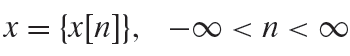 x = {x[n]}, −∞ < n < ∞